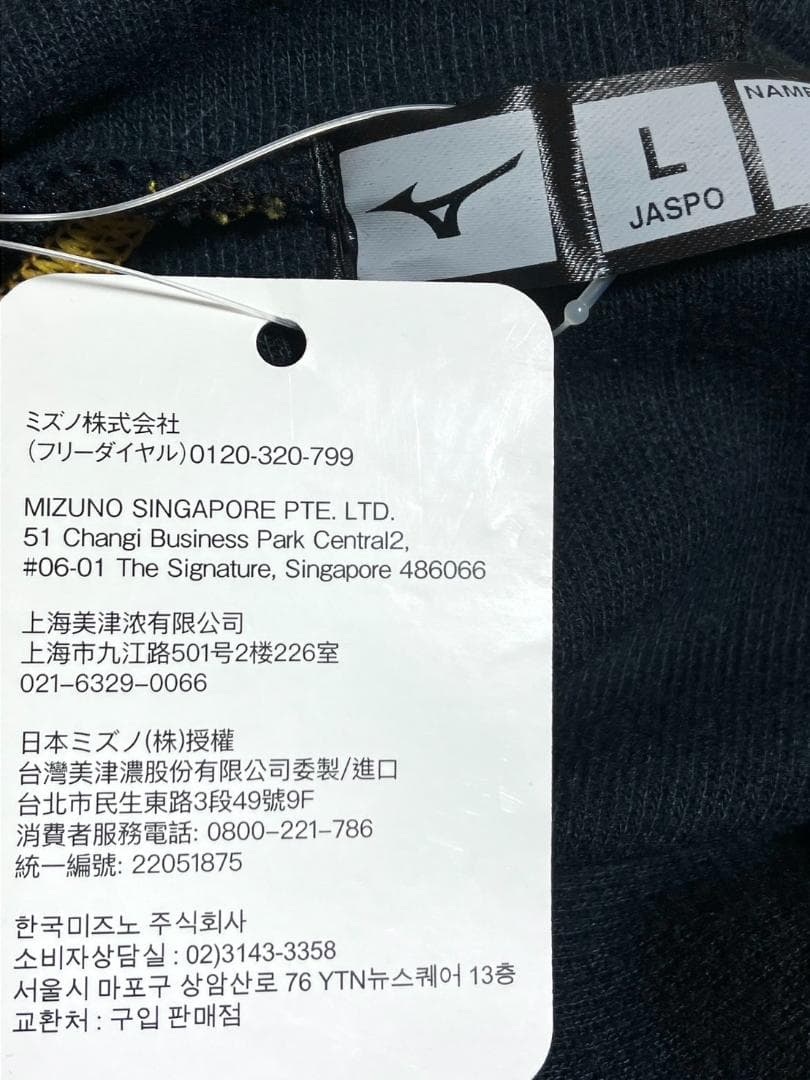 L
JASPO
NAME
ミズノ株式会社
(フリーダイヤル)0120-320-799
MIZUNO SINGAPORE PTE. LTD.
51 Changi Business Park Central2,
#06-01 The Signature, Singapore 486066
上海美津浓有限公司
上海市九江路501号2楼226室
021-6329-0066
日本ミズノ(株)授權
台灣美津濃股份有限公司委製/進口
台北市民生東路3段49號9F
消費者服務電話: 0800-221-786
統一編號: 22051875
한국미즈노 주식회사
소비자상담실 : 02)3143-3358
서울시 마포구 상암산로 76 YTN뉴스퀘어 13층
교환처 : 구입 판매점